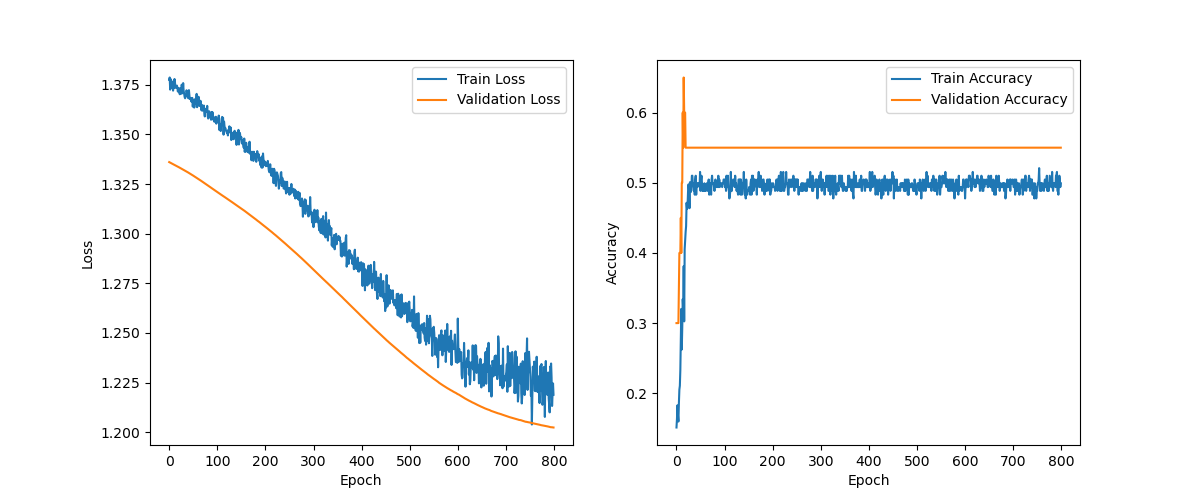 Train Loss
Validation Loss
1.375
1.350
1.325
1.300
1.275
1.250
1.225
1.200
Loss
0 100 200 300 400 500 600 700 800
Epoch
Train Accuracy
Validation Accuracy
0.6
0.5
0.4
0.3
0.2
Accuracy
0 100 200 300 400 500 600 700 800
Epoch